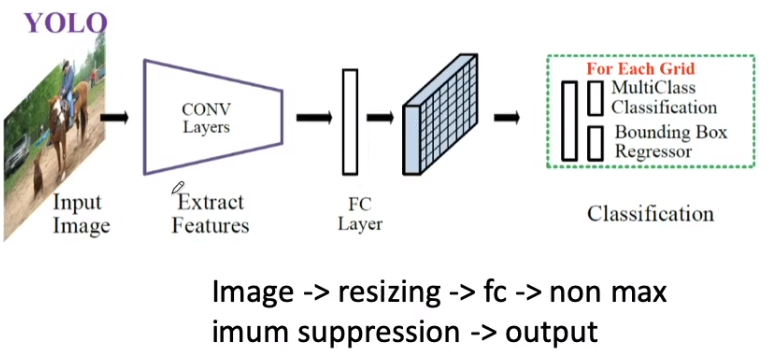 YOLO
CONV
Layers
Input
Image
Extract
Features
FC
Layer
For Each Grid
MultiClass
Classification
Bounding Box
Regressor
Classification
Image -> resizing -> fc -> non max
imum suppression -> output